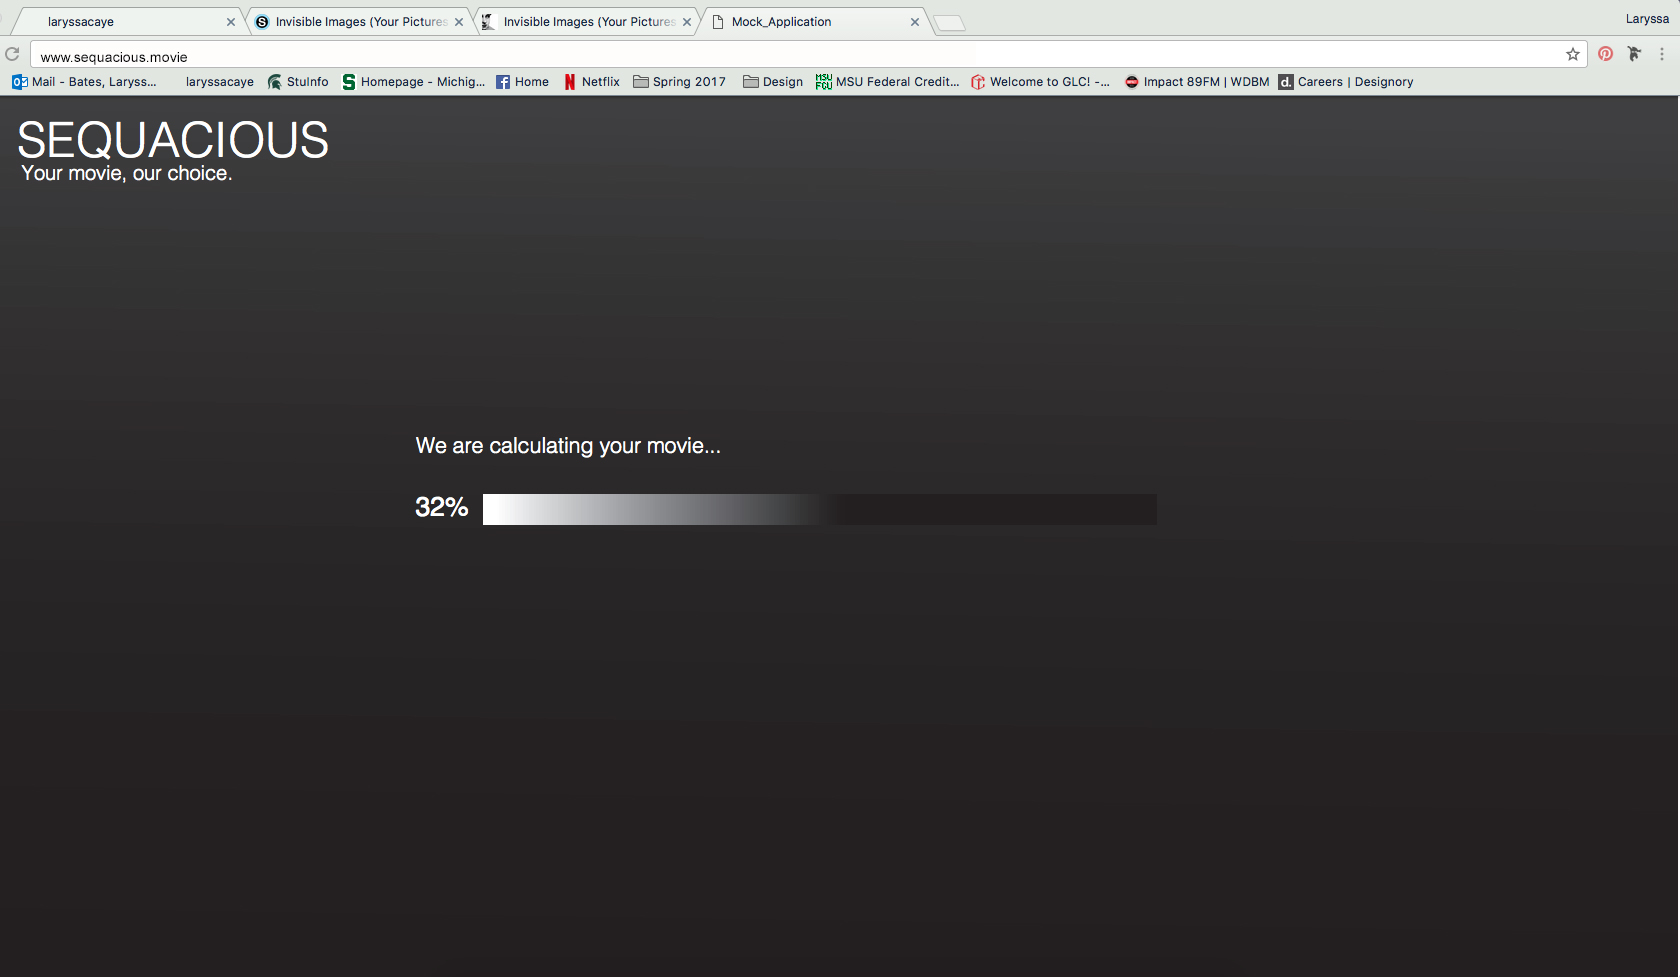 laryssacaye
Invisible Images (Your Pictures
Invisible Images (Your Pictures
Mock_Application
Laryssa
www.sequacious.movie
Mail - Bates, Laryss...
laryssacaye
StuInfo
Homepage - Michig...
Home
Netflix
Spring 2017
Design
MSU FCU
MSU Federal Credit...
Welcome to GLC! -...
Impact 89FM | WDBM
d.
Careers | Designory
SEQUACIOUS
Your movie, our choice.
We are calculating your movie...
32%